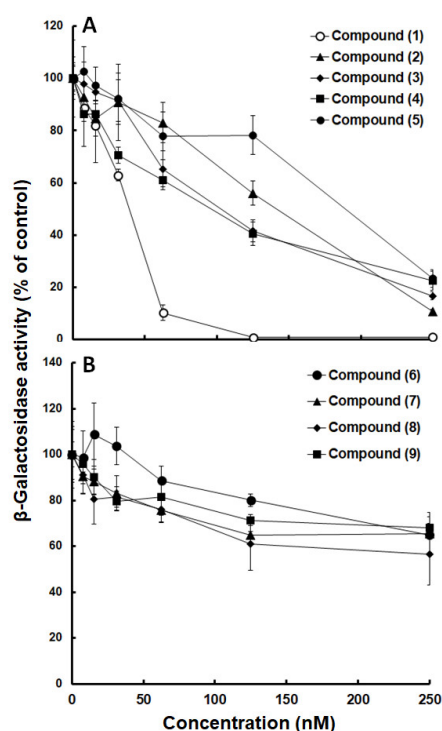 A
Compound (1)
Compound (2)
Compound (3)
Compound (4)
Compound (5)
120
100
80
60
40
20
0
β-Galactosidase activity (% of control)
B
Compound (6)
Compound (7)
Compound (8)
Compound (9)
140
120
100
80
60
40
20
0
0 50 100 150 200 250
Concentration (nM)